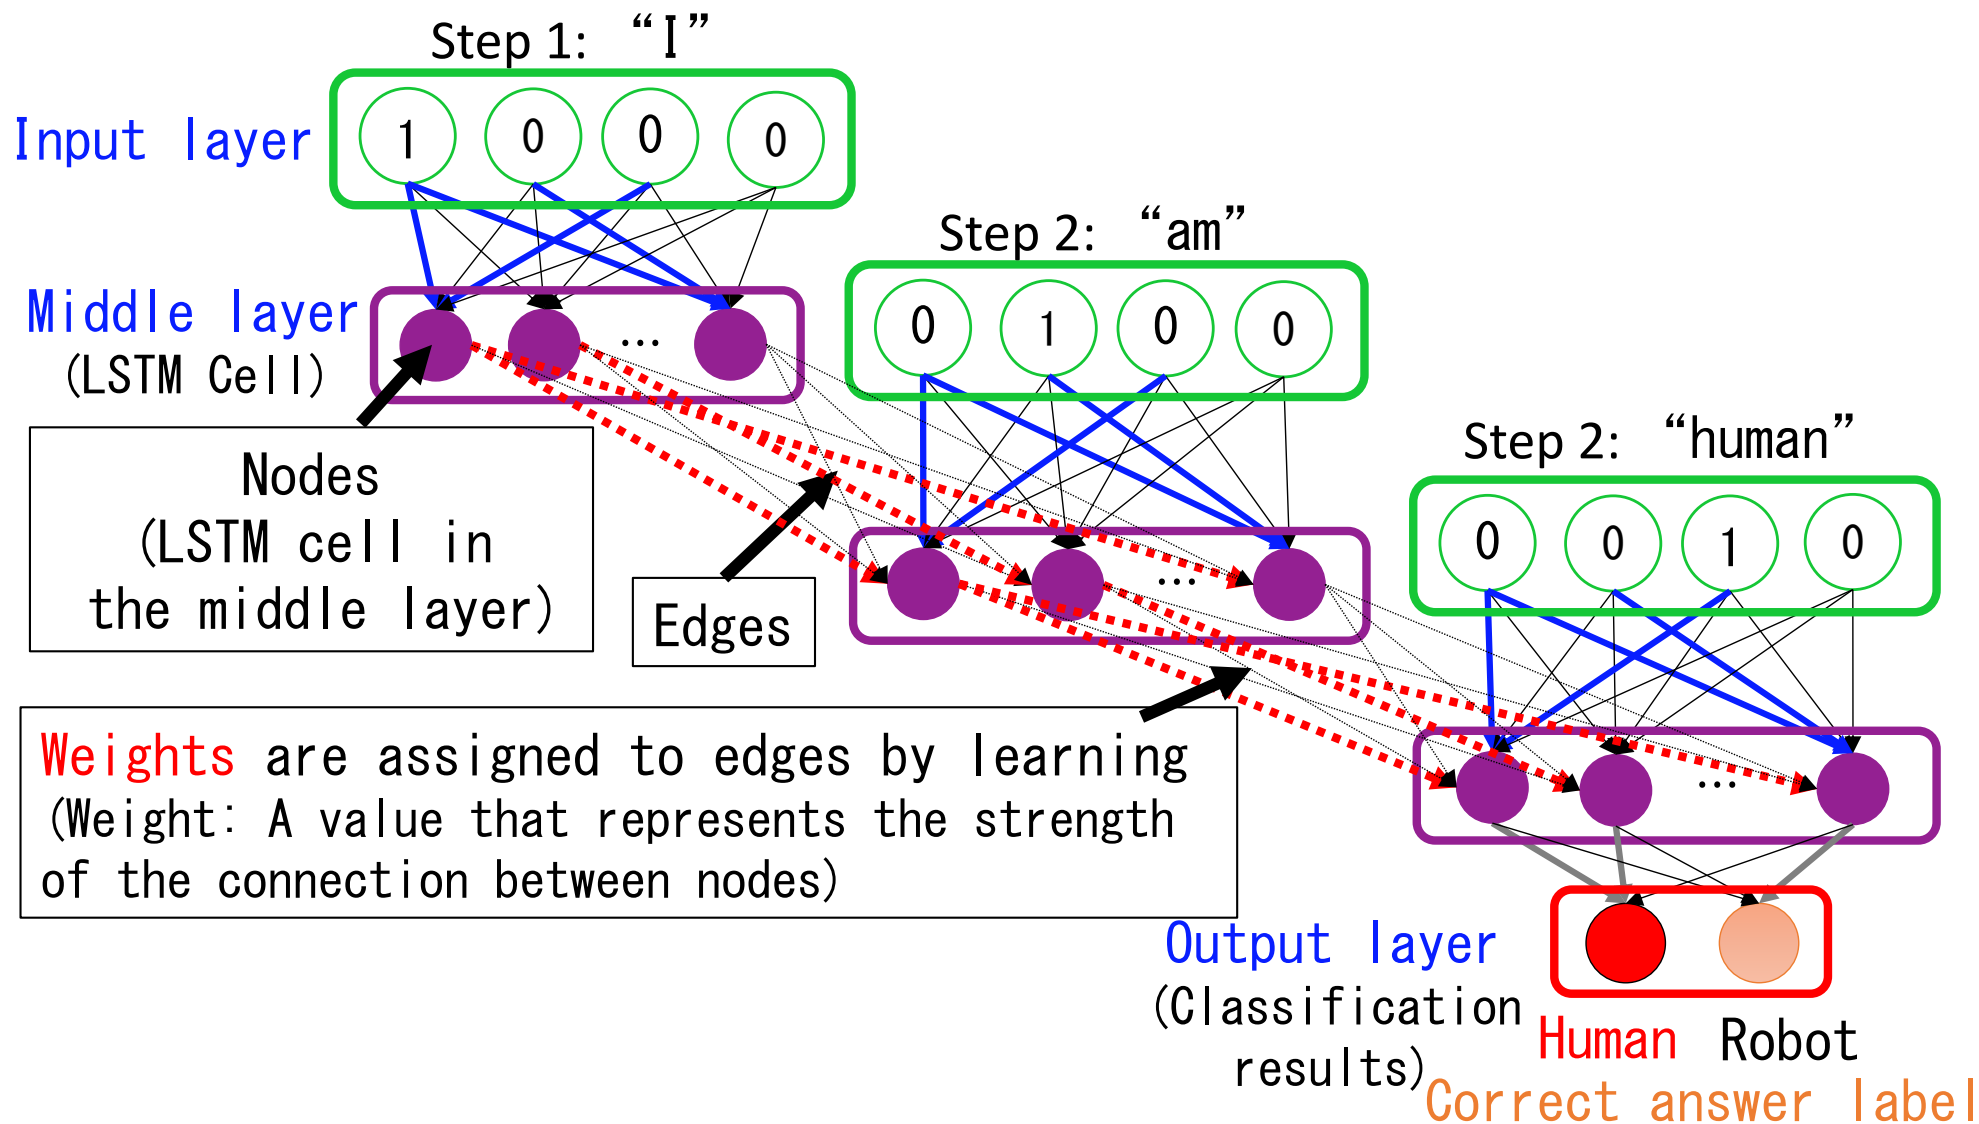 Step 1: “I”
Input layer
1 0 0 0
Step 2: “am”
Middle layer
(LSTM Cell)
...
0 1 0 0
Step 2: “human”
Nodes
(LSTM cell in
the middle layer)
0 0 1 0
...
Edges
Weights are assigned to edges by learning
(Weight: A value that represents the strength
of the connection between nodes)
...
Output layer
(Classification
results)
Human Robot
Correct answer label